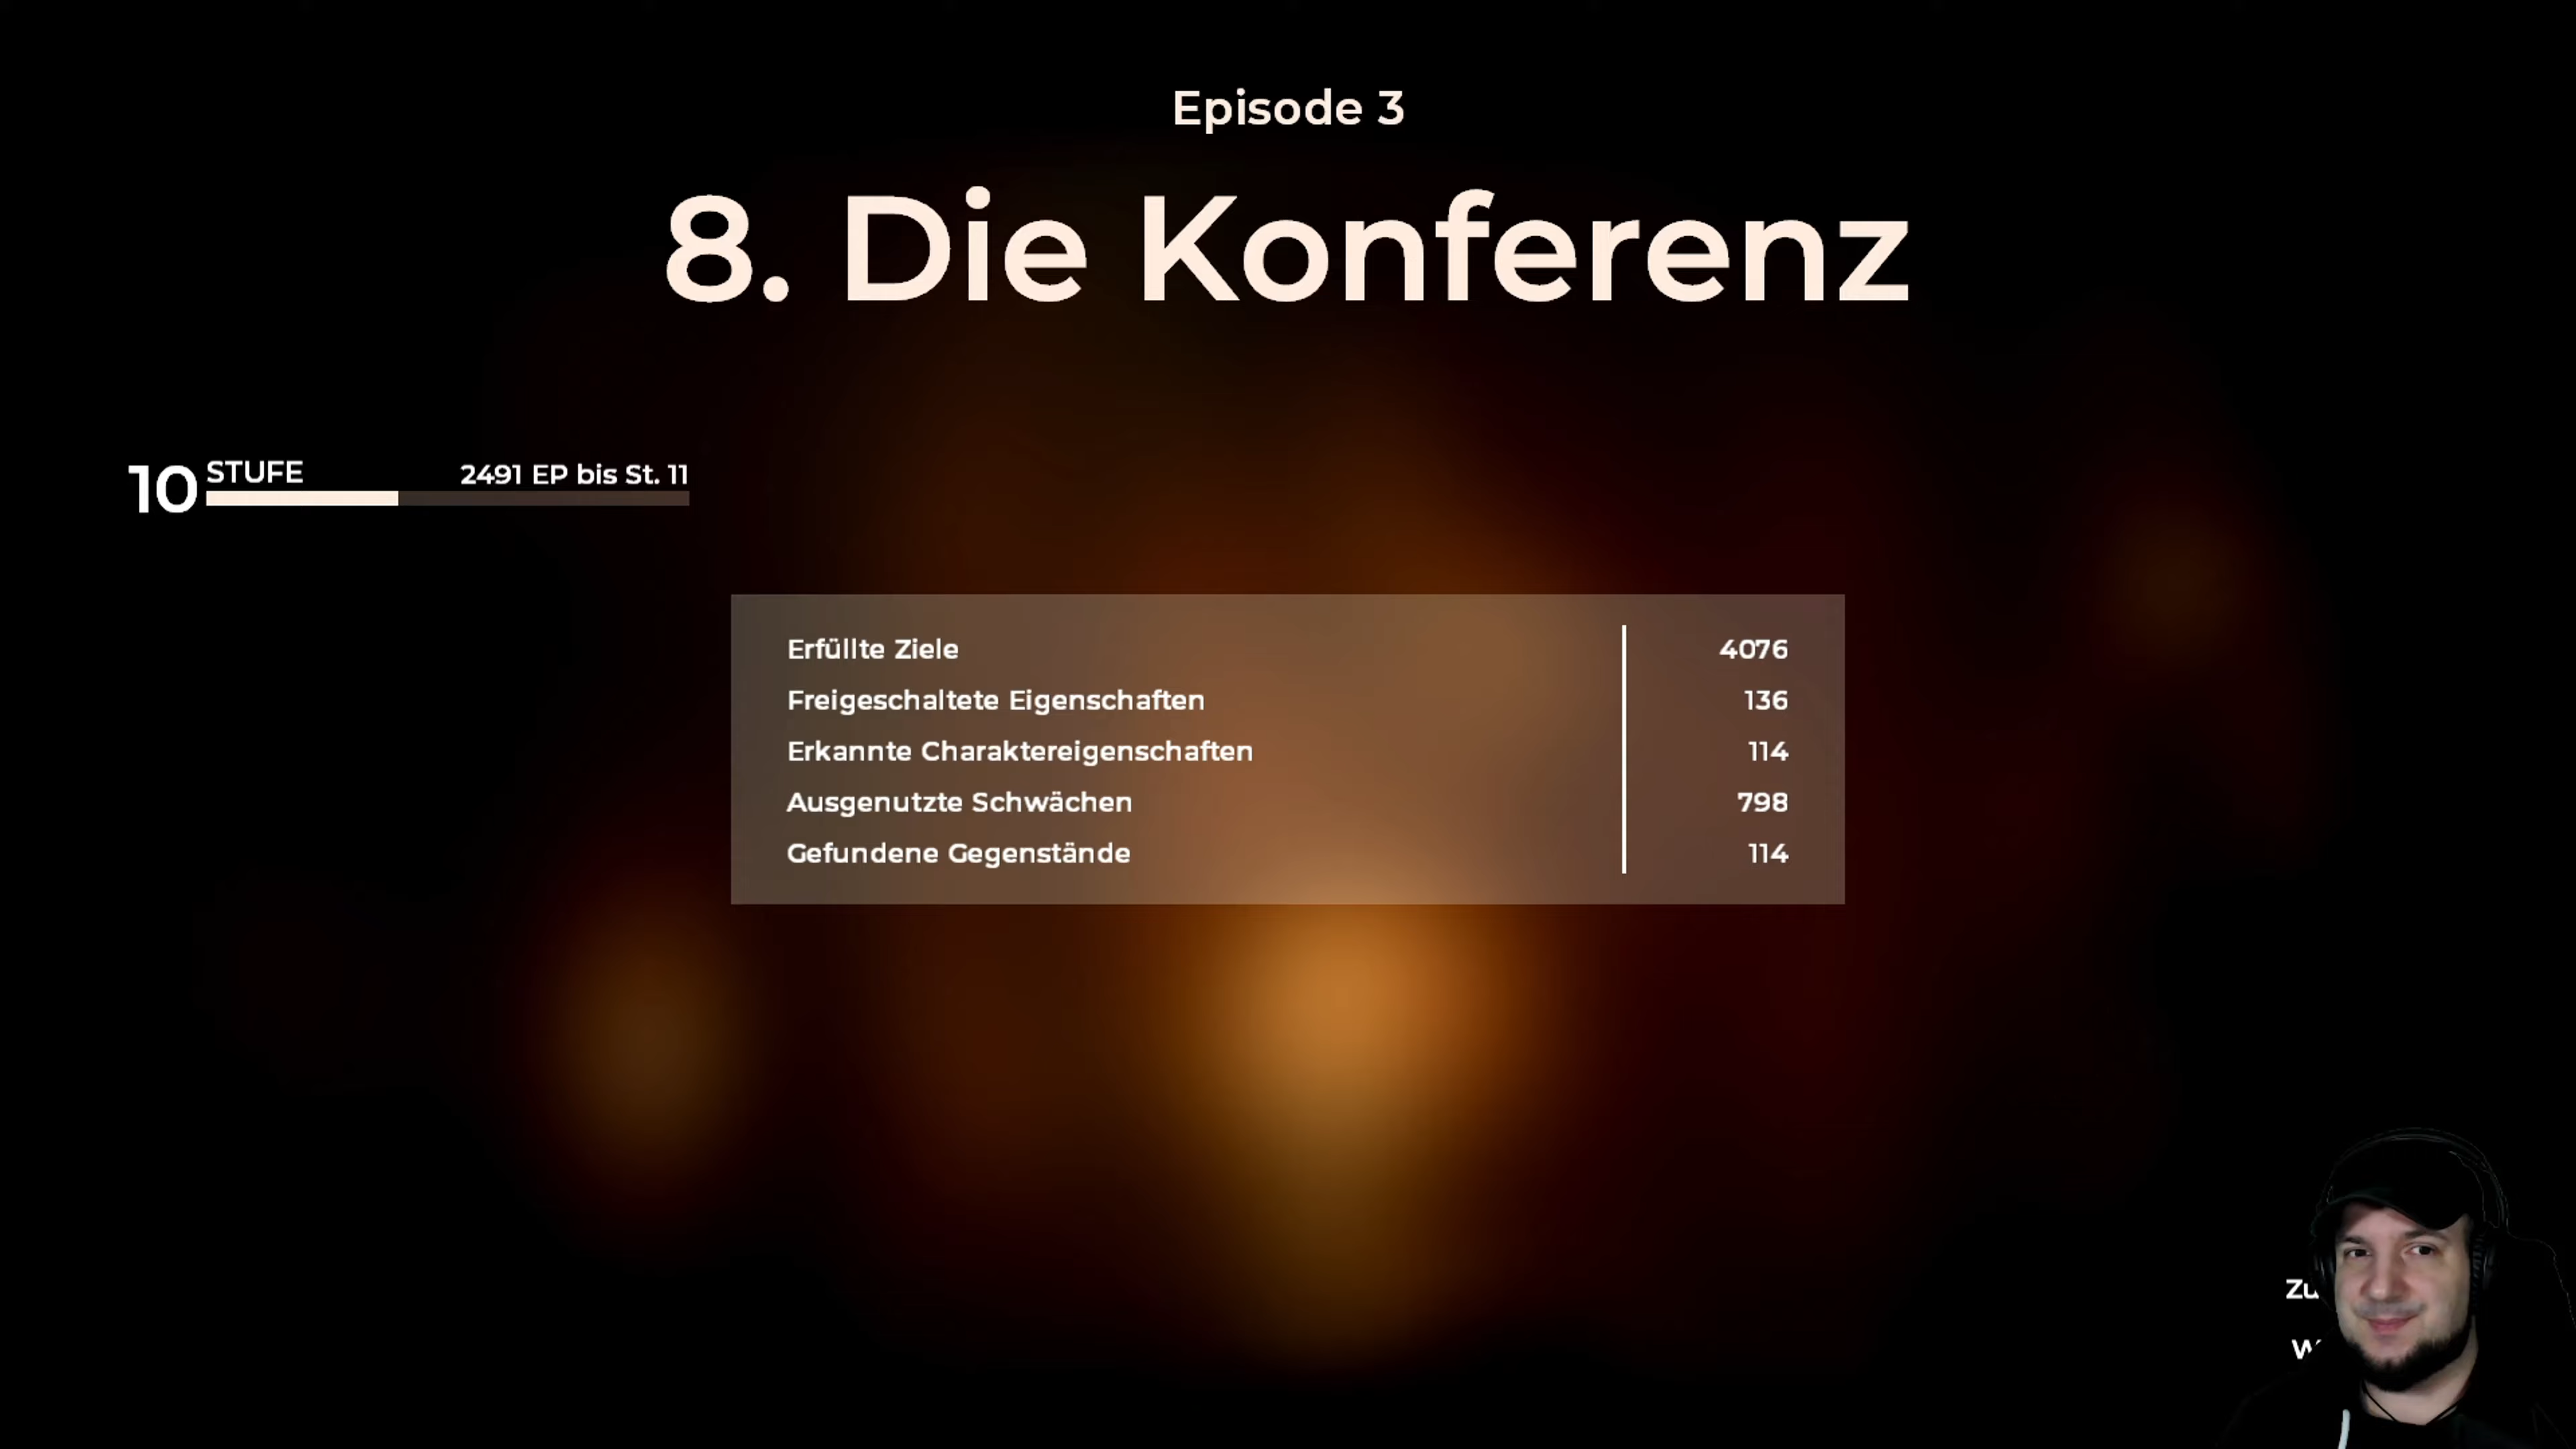 Episode 3
8. Die Konferenz
10 STUFE 2491 EP bis St. 11
Erfüllte Ziele 4076
Freigeschaltete Eigenschaften 136
Erkannte Charaktereigenschaften 114
Ausgenutzte Schwächen 798
Gefundene Gegenstände 114